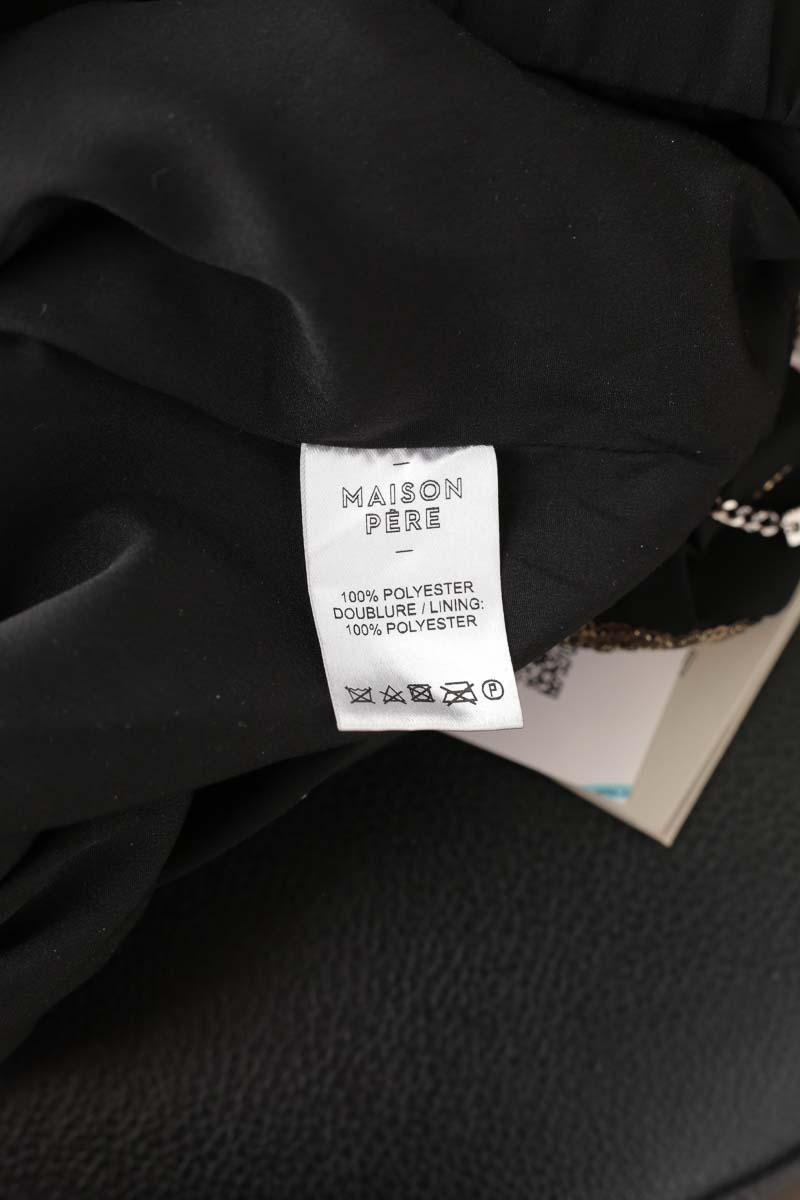 MAISON
PÈRE
100% POLYESTER
DOUBLURE / LINING:
100% POLYESTER
P